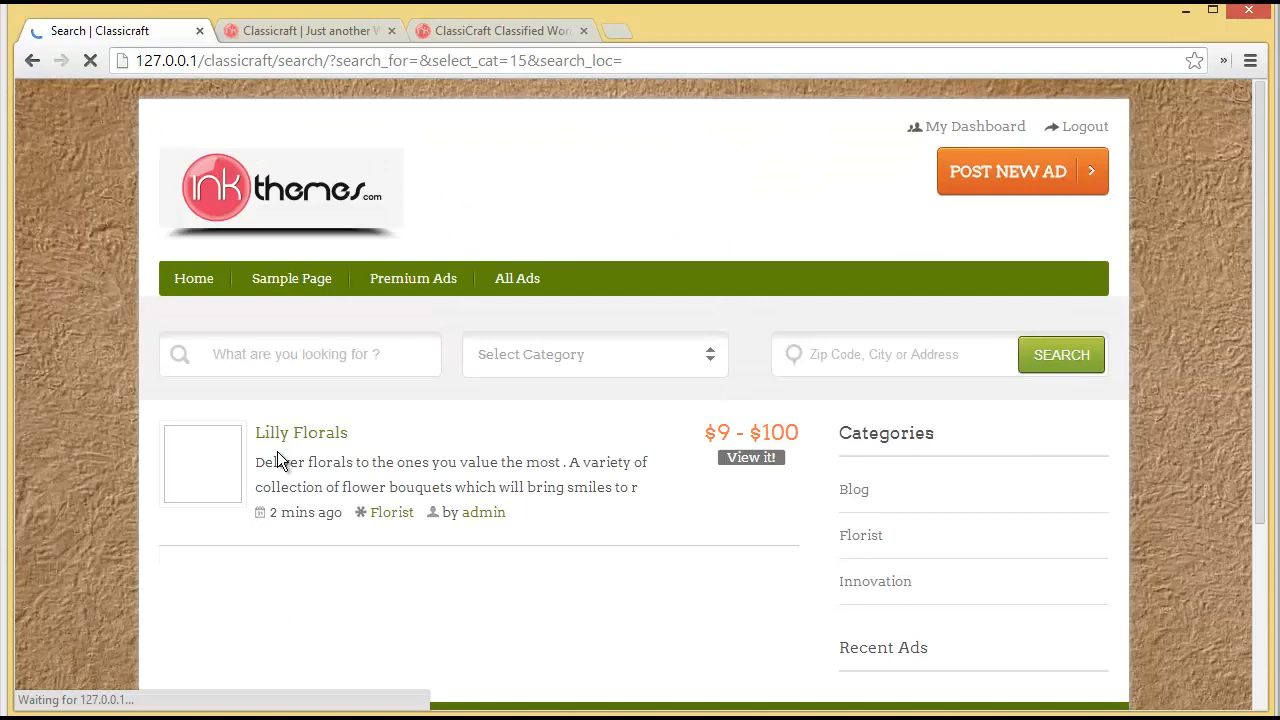 Search | Classicraft
Classicraft | Just another W
ClassiCraft Classified Wor
127.0.0.1/classicraft/search/?search_for=&select_cat=15&search_loc=
My Dashboard
Logout
InkThemes.com
POST NEW AD
Home
Sample Page
Premium Ads
All Ads
What are you looking for ?
Select Category
Zip Code, City or Address
SEARCH
Lilly Florals
$9 - $100
View it!
Deliver florals to the ones you value the most . A variety of
collection of flower bouquets which will bring smiles to r
2 mins ago
Florist
by admin
Categories
Blog
Florist
Innovation
Recent Ads
Waiting for 127.0.0.1...